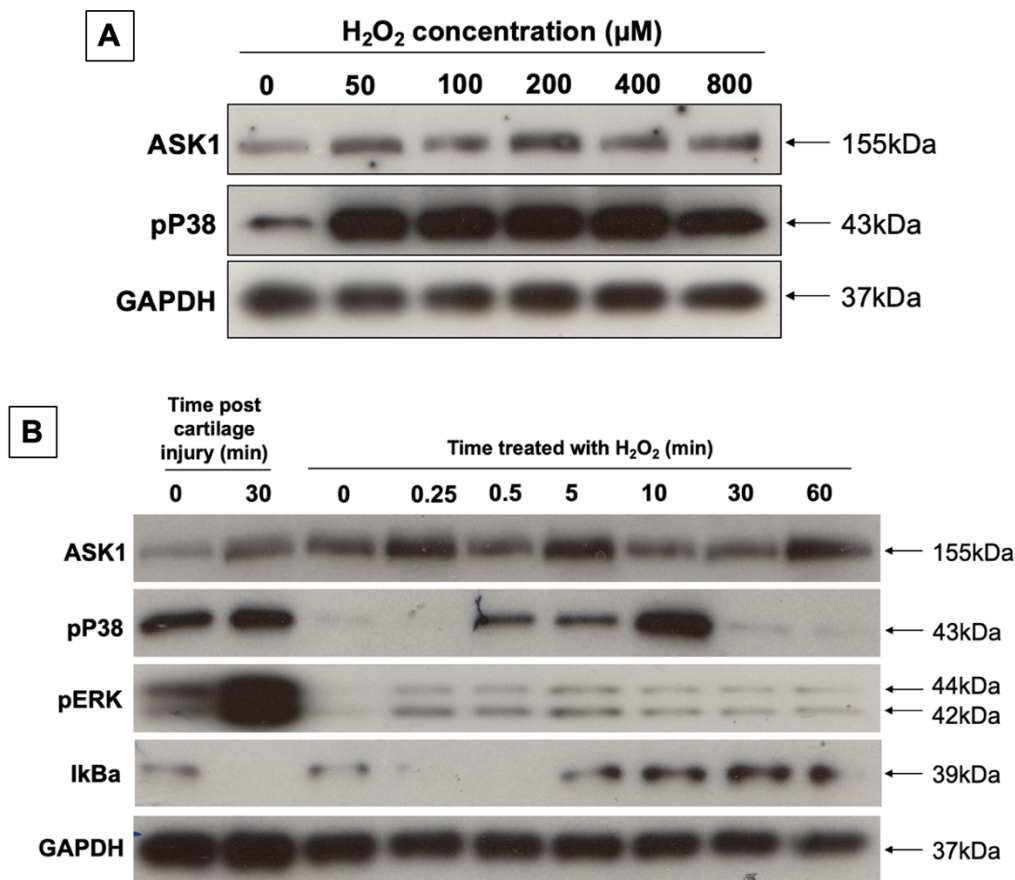 A
H₂O₂ concentration (µM)
0 50 100 200 400 800
ASK1 155kDa
pP38 43kDa
GAPDH 37kDa
B
Time post
cartilage
injury (min)
Time treated with H₂O₂ (min)
0 30 0 0.25 0.5 5 10 30 60
ASK1 155kDa
pP38 43kDa
pERK 44kDa
42kDa
IkBa 39kDa
GAPDH 37kDa